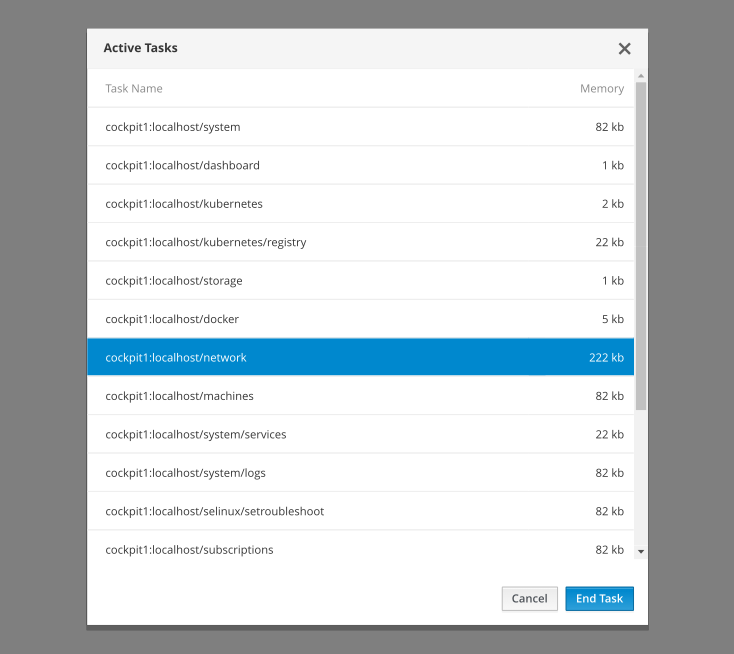 Active Tasks
Task Name Memory
cockpit1:localhost/system 82 kb
cockpit1:localhost/dashboard 1 kb
cockpit1:localhost/kubernetes 2 kb
cockpit1:localhost/kubernetes/registry 22 kb
cockpit1:localhost/storage 1 kb
cockpit1:localhost/docker 5 kb
cockpit1:localhost/network 222 kb
cockpit1:localhost/machines 82 kb
cockpit1:localhost/system/services 22 kb
cockpit1:localhost/system/logs 82 kb
cockpit1:localhost/selinux/setroubleshoot 82 kb
cockpit1:localhost/subscriptions 82 kb
Cancel End Task